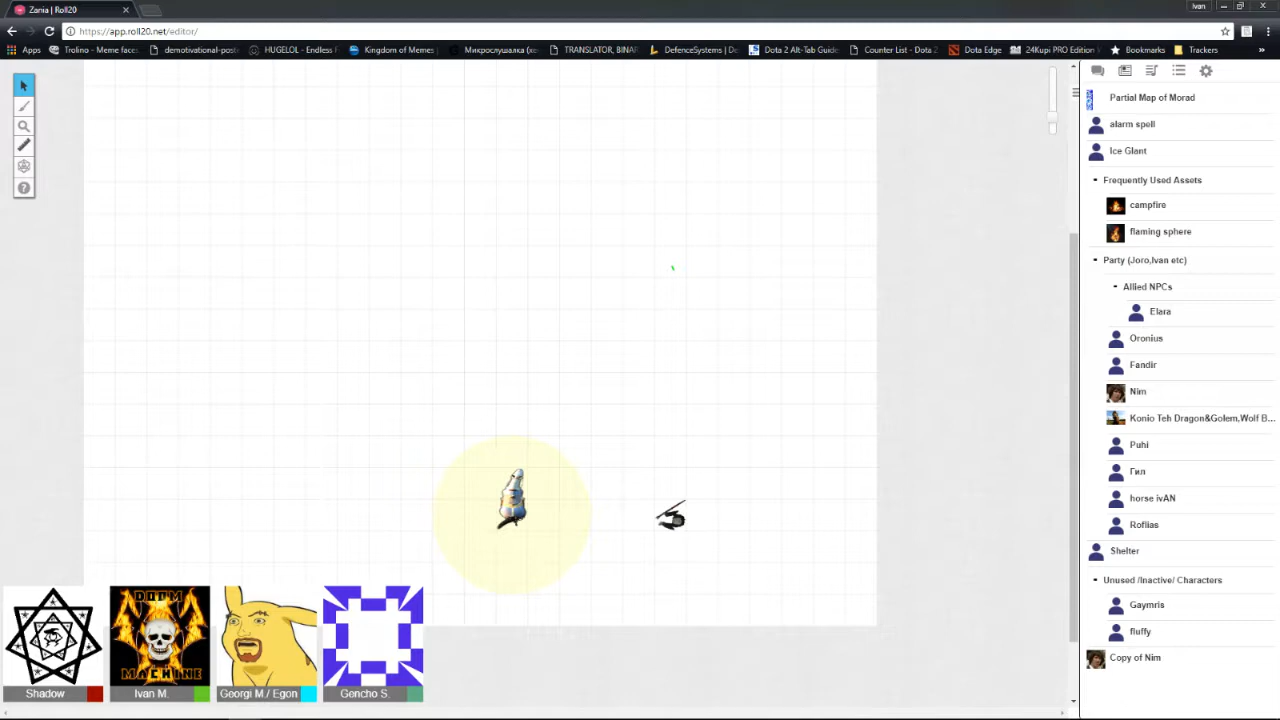 Zania | Roll20
Ivan
https://app.roll20.net/editor/
Apps
Trolino - Meme face:
demotivational-post
HUGELOL - Endless F
Kingdom of Memes |
Микрослушалка (хе
TRANSLATOR, BINAR
DefenceSystems | Do
Dota 2 Alt-Tab Guide
Counter List - Dota 2
Dota Edge
24Kupi PRO Edition I
Bookmarks
Trackers
»
Partial Map of Morad
alarm spell
Ice GIant
Frequently Used Assets
campfire
flaming sphere
Party (Joro,Ivan etc)
Allied NPCs
Elara
Oronius
Fandir
Nim
Konio Teh Dragon&Golem,Wolf B...
Puhi
Гил
horse ivAN
Roflias
Shelter
Unused /Inactive/ Characters
Gaymris
fluffy
Copy of Nim
DOOM
MACHINE
Shadow
Ivan M.
Georgi M / Egon
Gencho S.